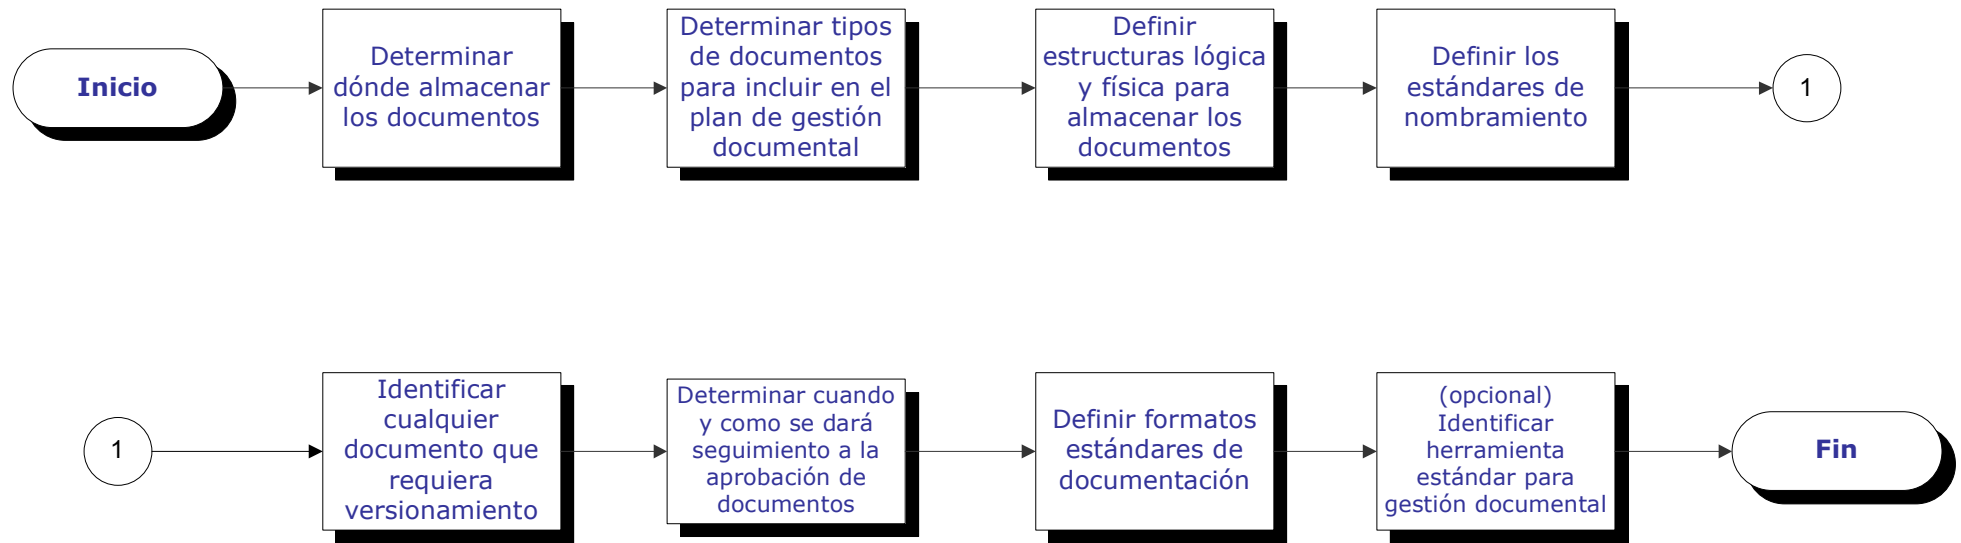 Inicio
Determinar
dónde almacenar
los documentos
Determinar tipos
de documentos
para incluir en el
plan de gestión
documental
Definir
estructuras lógica
y física para
almacenar los
documentos
Definir los
estándares de
nombramiento
1
1
Identificar
cualquier
documento que
requiera
versionamiento
Determinar cuando
y como se dará
seguimiento a la
aprobación de
documentos
Definir formatos
estándares de
documentación
(opcional)
Identificar
herramienta
estándar para
gestión documental
Fin